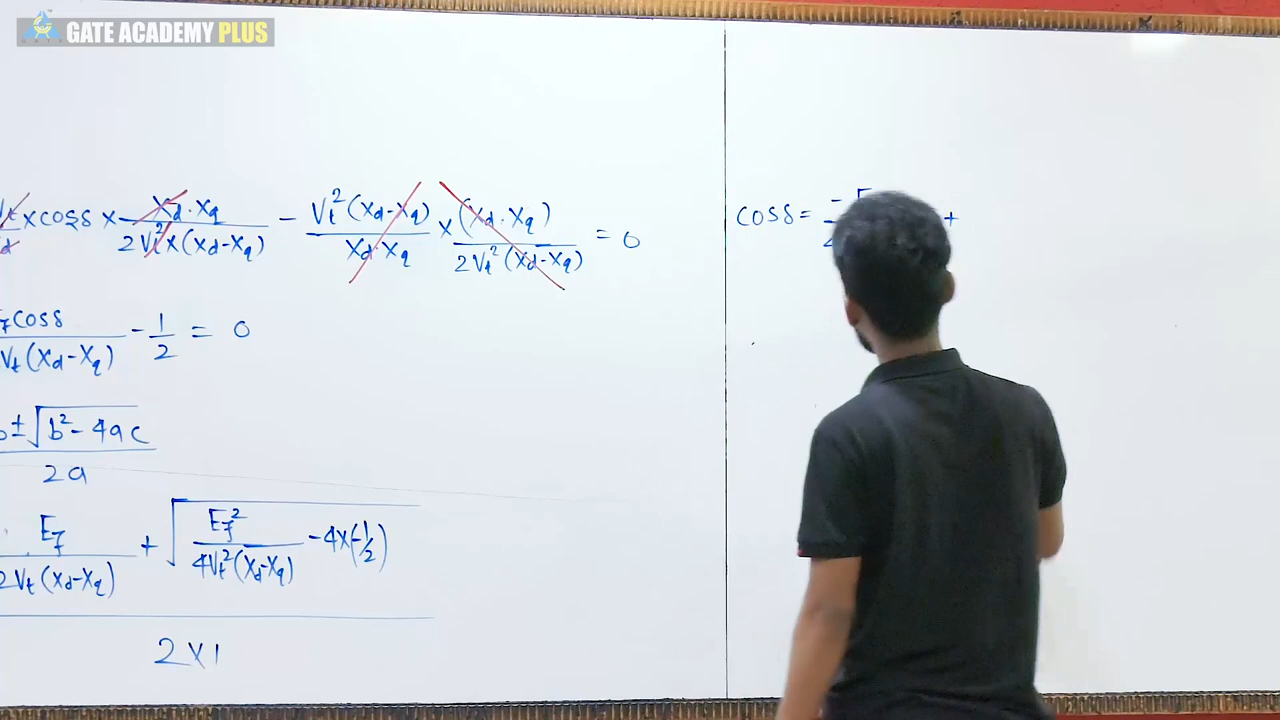 GATE ACADEMY PLUS
x cosδ x Xd·Xq / 2Vt² x (Xd-Xq) - Vt²(Xd-Xq) / Xd·Xq x (Xd·Xq) / 2Vt²(Xd-Xq) = 0
cosδ = +
cosδ / Vt(Xd-Xq) - 1/2 = 0
± √b² - 4ac / 2a
Ef / 2Vt(Xd-Xq) + √Ef² / 4Vt²(Xd-Xq) - 4x(-1/2)
2x1